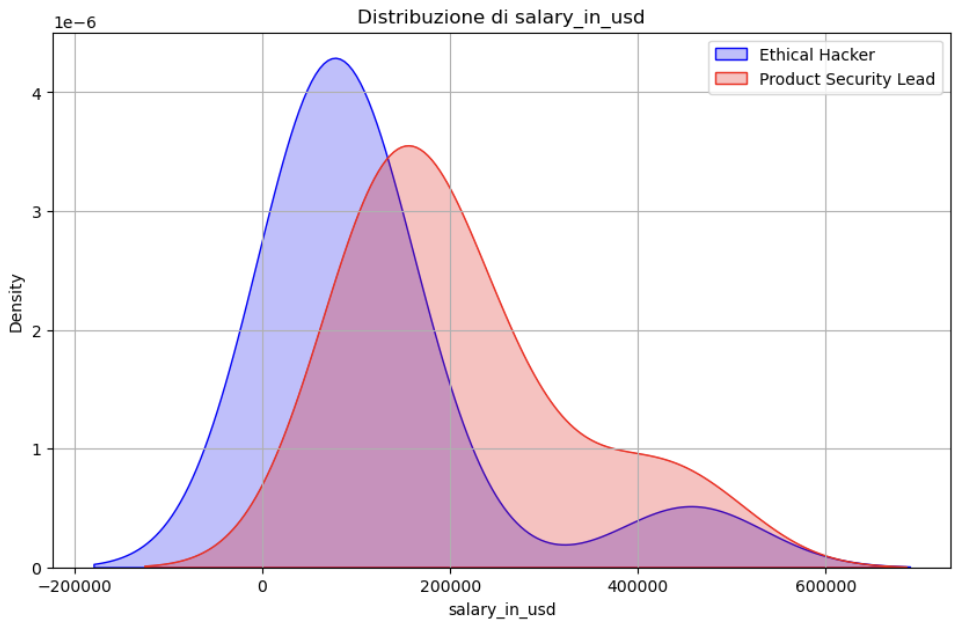 Distribuzione di salary_in_usd
1e−6
Ethical Hacker
Product Security Lead
4
3
2
1
0
Density
−200000
0
200000
400000
600000
salary_in_usd